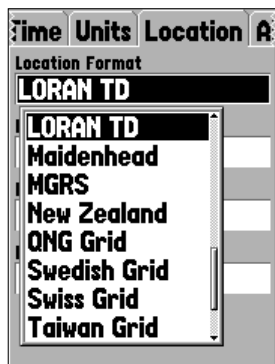 Time Units Location A
Location Format
LORAN TD
LORAN TD
Maidenhead
MGRS
New Zealand
QNG Grid
Swedish Grid
Swiss Grid
Taiwan Grid